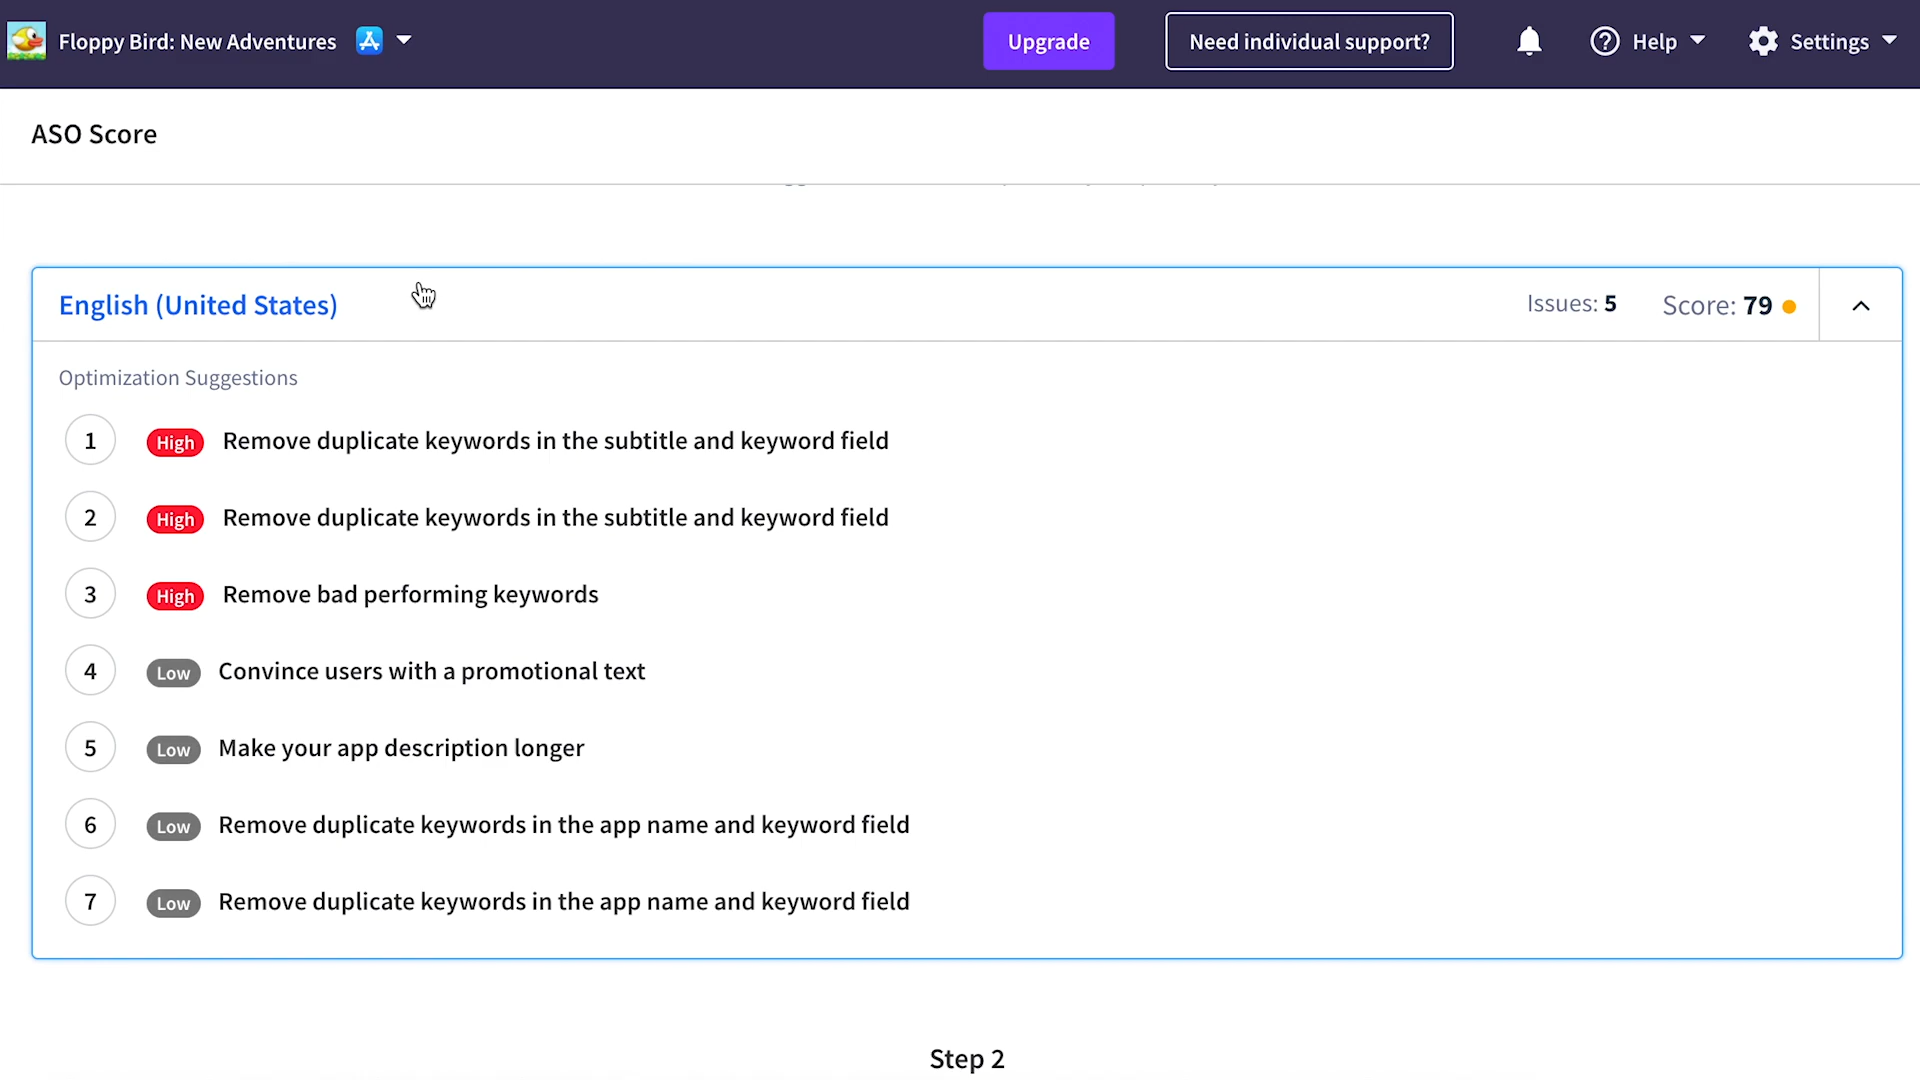 Floppy Bird: New Adventures
Upgrade
Need individual support?
Help
Settings
ASO Score
English (United States)
Issues: 5
Score: 79
Optimization Suggestions
1 High Remove duplicate keywords in the subtitle and keyword field
2 High Remove duplicate keywords in the subtitle and keyword field
3 High Remove bad performing keywords
4 Low Convince users with a promotional text
5 Low Make your app description longer
6 Low Remove duplicate keywords in the app name and keyword field
7 Low Remove duplicate keywords in the app name and keyword field
Step 2